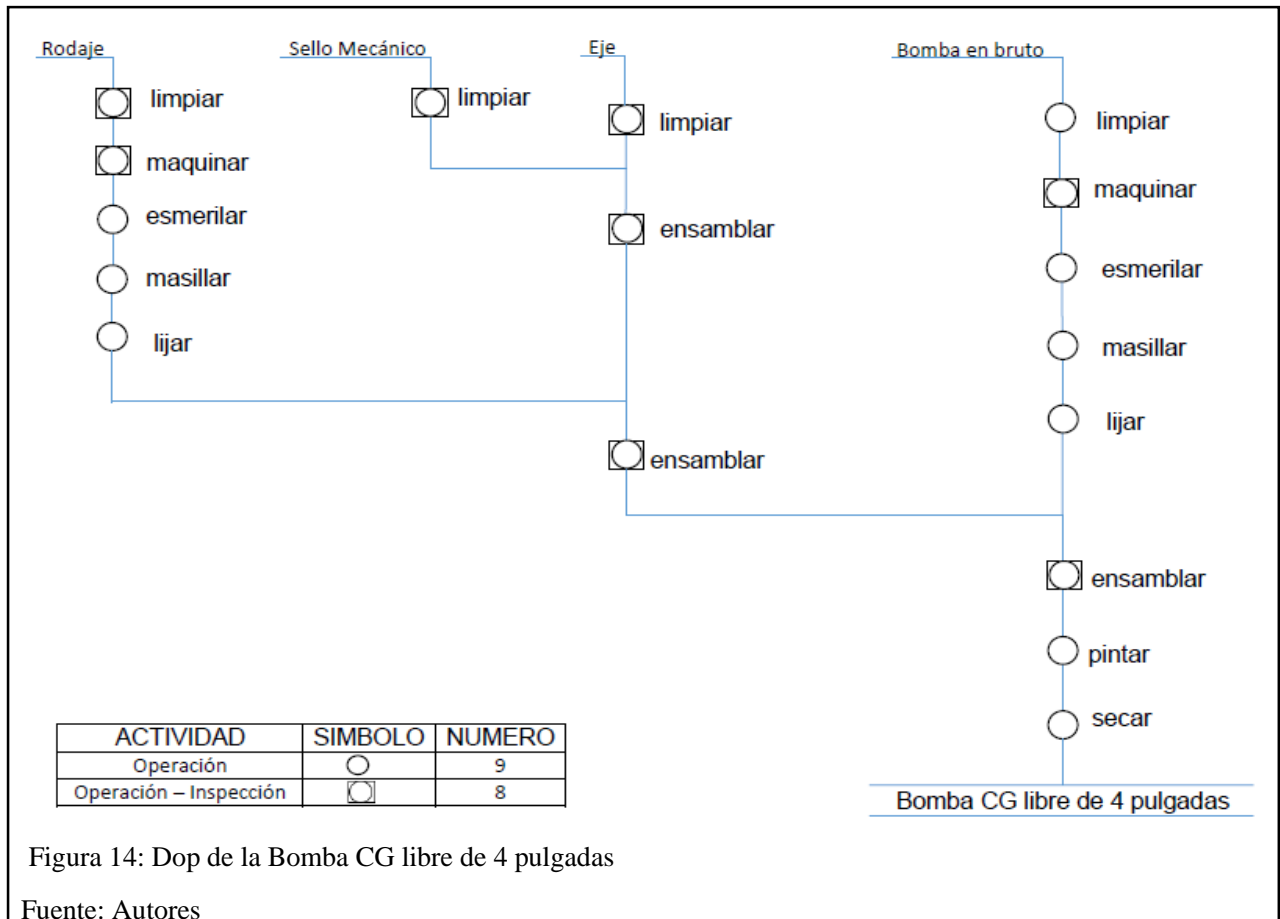 Rodaje
Sello Mecánico
Eje
Bomba en bruto
limpiar
maquinar
esmerilar
masillar
lijar
limpiar
limpiar
ensamblar
ensamblar
limpiar
maquinar
esmerilar
masillar
lijar
ensamblar
pintar
secar
Bomba CG libre de 4 pulgadas
ACTIVIDAD SIMBOLO NUMERO
Operación 9
Operación – Inspección 8
Figura 14: Dop de la Bomba CG libre de 4 pulgadas
Fuente: Autores